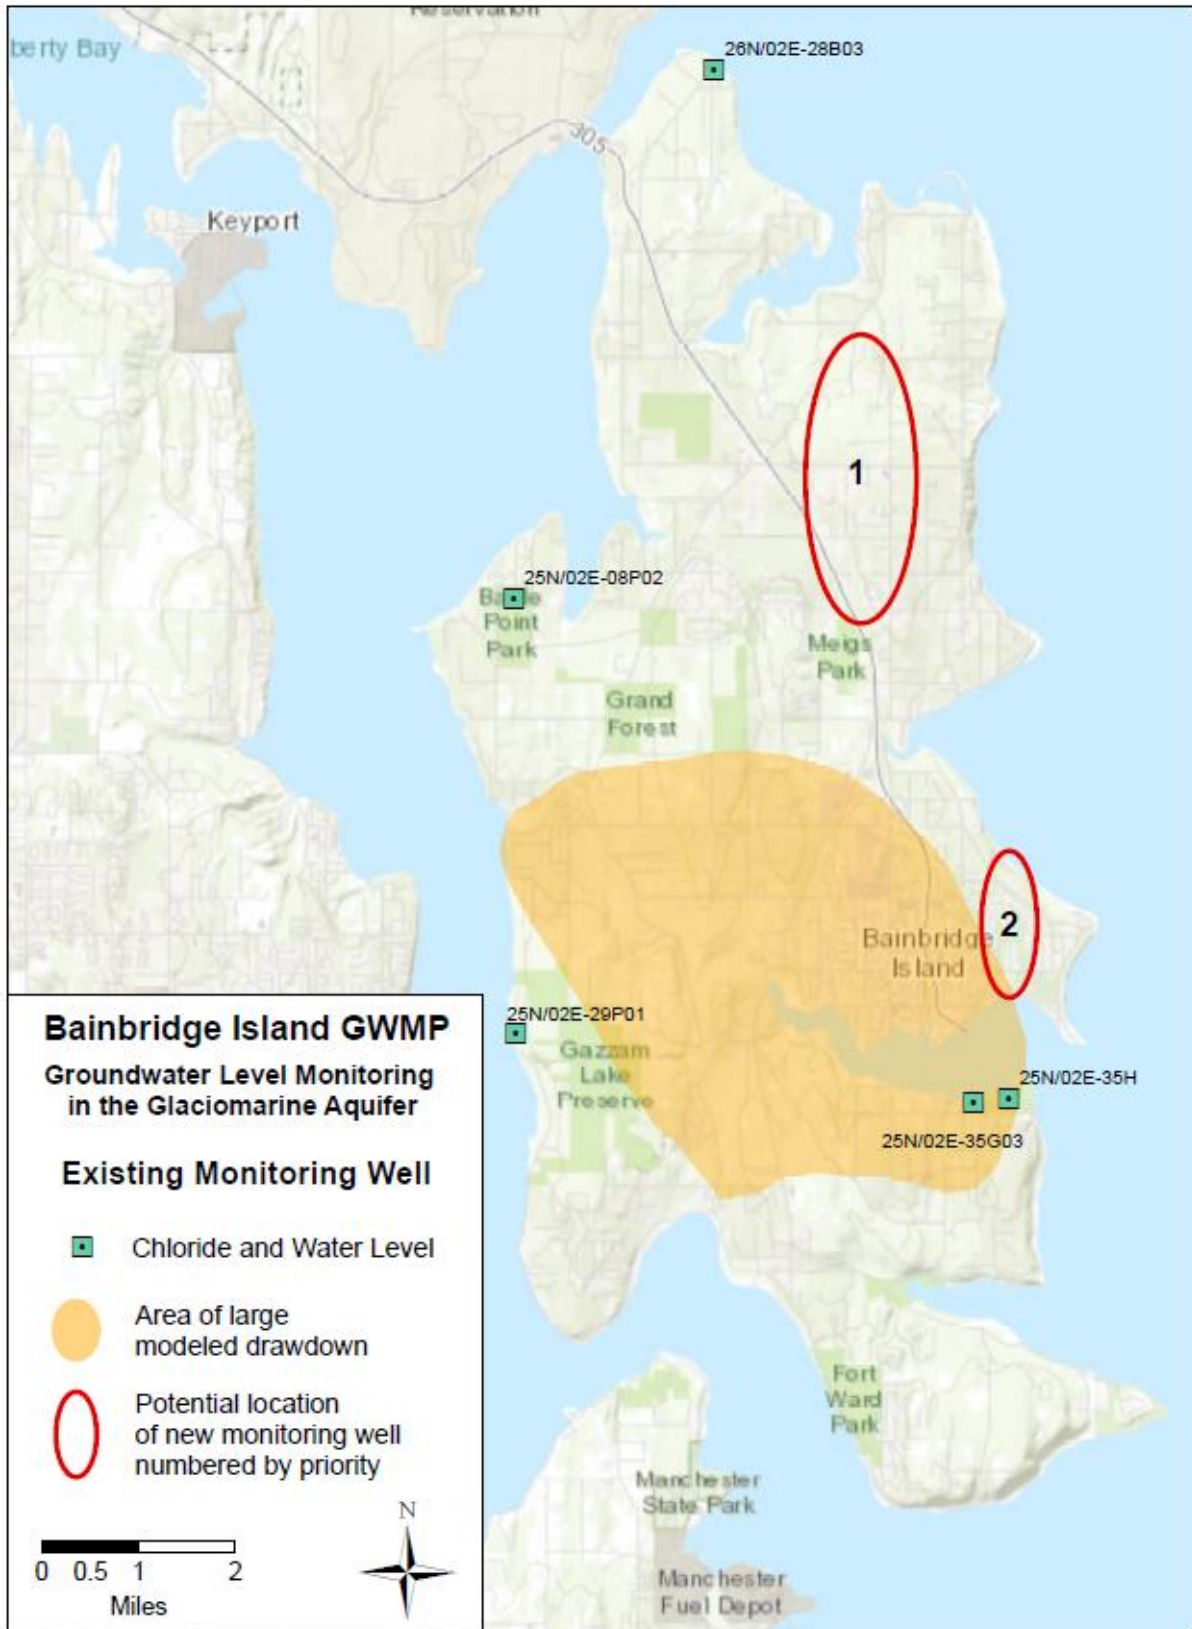 Reservation
berty Bay
26N/02E-28B03
305
Keyport
1
25N/02E-08P02
Battle
Point
Park
Meigs
Park
Grand
Forest
2
Bainbridge
Island
25N/02E-29P01
Gazzam
Lake
Preserve
25N/02E-35H
25N/02E-35G03
Fort
Ward
Park
Manchester
State Park
Manchester
Fuel Depot
Bainbridge Island GWMP
Groundwater Level Monitoring
in the Glaciomarine Aquifer
Existing Monitoring Well
Chloride and Water Level
Area of large
modeled drawdown
Potential location
of new monitoring well
numbered by priority
N
0 0.5 1 2
Miles